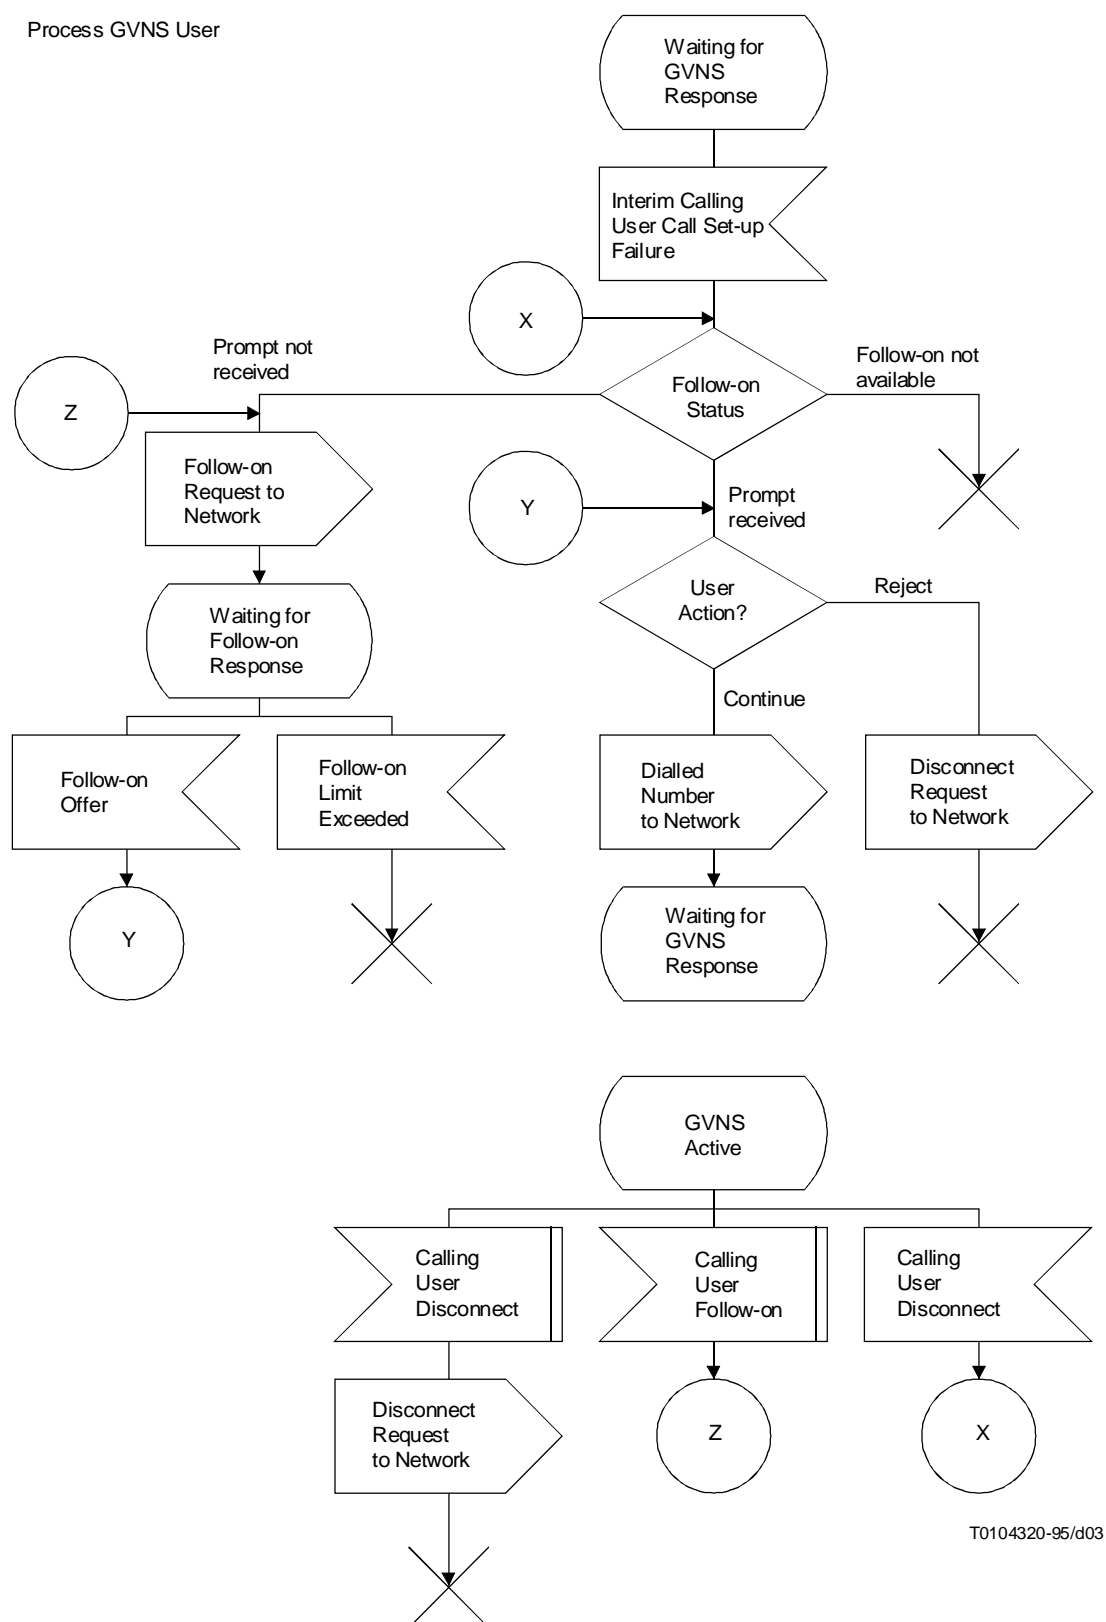 Process GVNS User
Waiting for
GVNS
Response
Interim Calling
User Call Set-up
Failure
X
Prompt not
received
Follow-on not
available
Z
Follow-on
Status
Follow-on
Request to
Network
Y
Prompt
received
User
Action?
Reject
Waiting for
Follow-on
Response
Continue
Follow-on
Offer
Follow-on
Limit
Exceeded
Dialled
Number
to Network
Disconnect
Request
to Network
Y
Waiting for
GVNS
Response
GVNS
Active
Calling
User
Disconnect
Calling
User
Follow-on
Calling
User
Disconnect
Disconnect
Request
to Network
Z
X
T0104320-95/d03